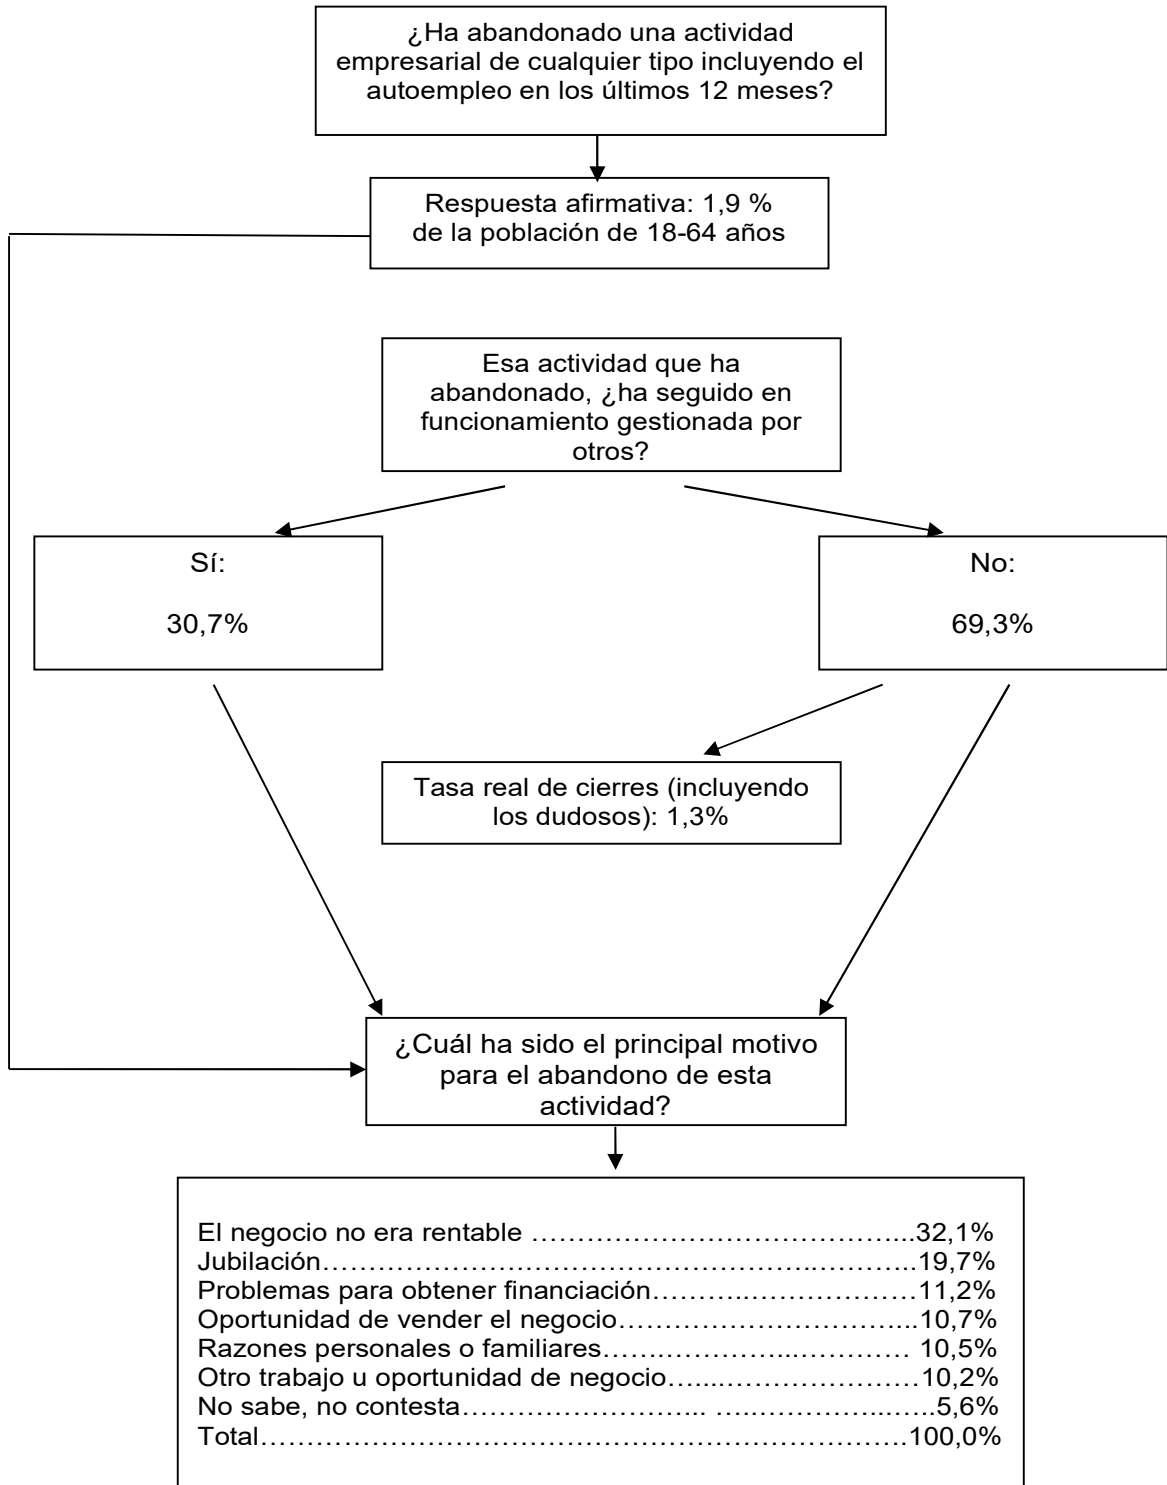 ¿Ha abandonado una actividad
empresarial de cualquier tipo incluyendo el
autoempleo en los últimos 12 meses?
Respuesta afirmativa: 1,9 %
de la población de 18-64 años
Esa actividad que ha
abandonado, ¿ha seguido en
funcionamiento gestionada por
otros?
Sí:
30,7%
No:
69,3%
Tasa real de cierres (incluyendo
los dudosos): 1,3%
¿Cuál ha sido el principal motivo
para el abandono de esta
actividad?
El negocio no era rentable …………………………………....32,1%
Jubilación………………………………………………..………..19,7%
Problemas para obtener financiación………..………………11,2%
Oportunidad de vender el negocio…………………………....10,7%
Razones personales o familiares…….…………...………… 10,5%
Otro trabajo u oportunidad de negocio…....…………………10,2%
No sabe, no contesta…………………….. …..……………..…..5,6%
Total………………………………………………………….100,0%